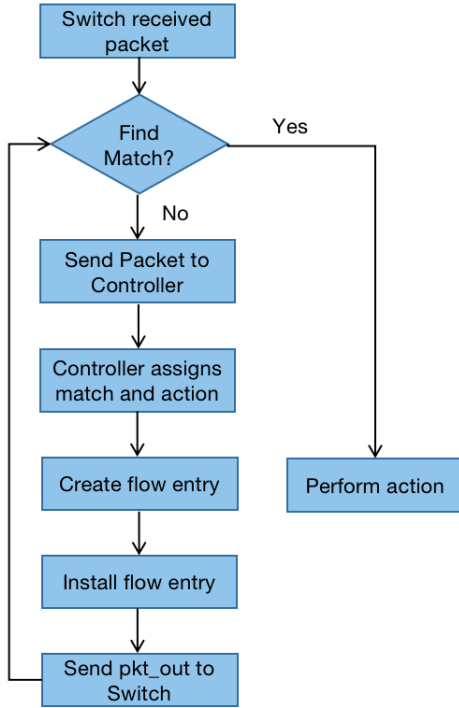 Switch received
packet
Find
Match?
Yes
No
Send Packet to
Controller
Controller assigns
match and action
Create flow entry
Perform action
Install flow entry
Send pkt_out to
Switch